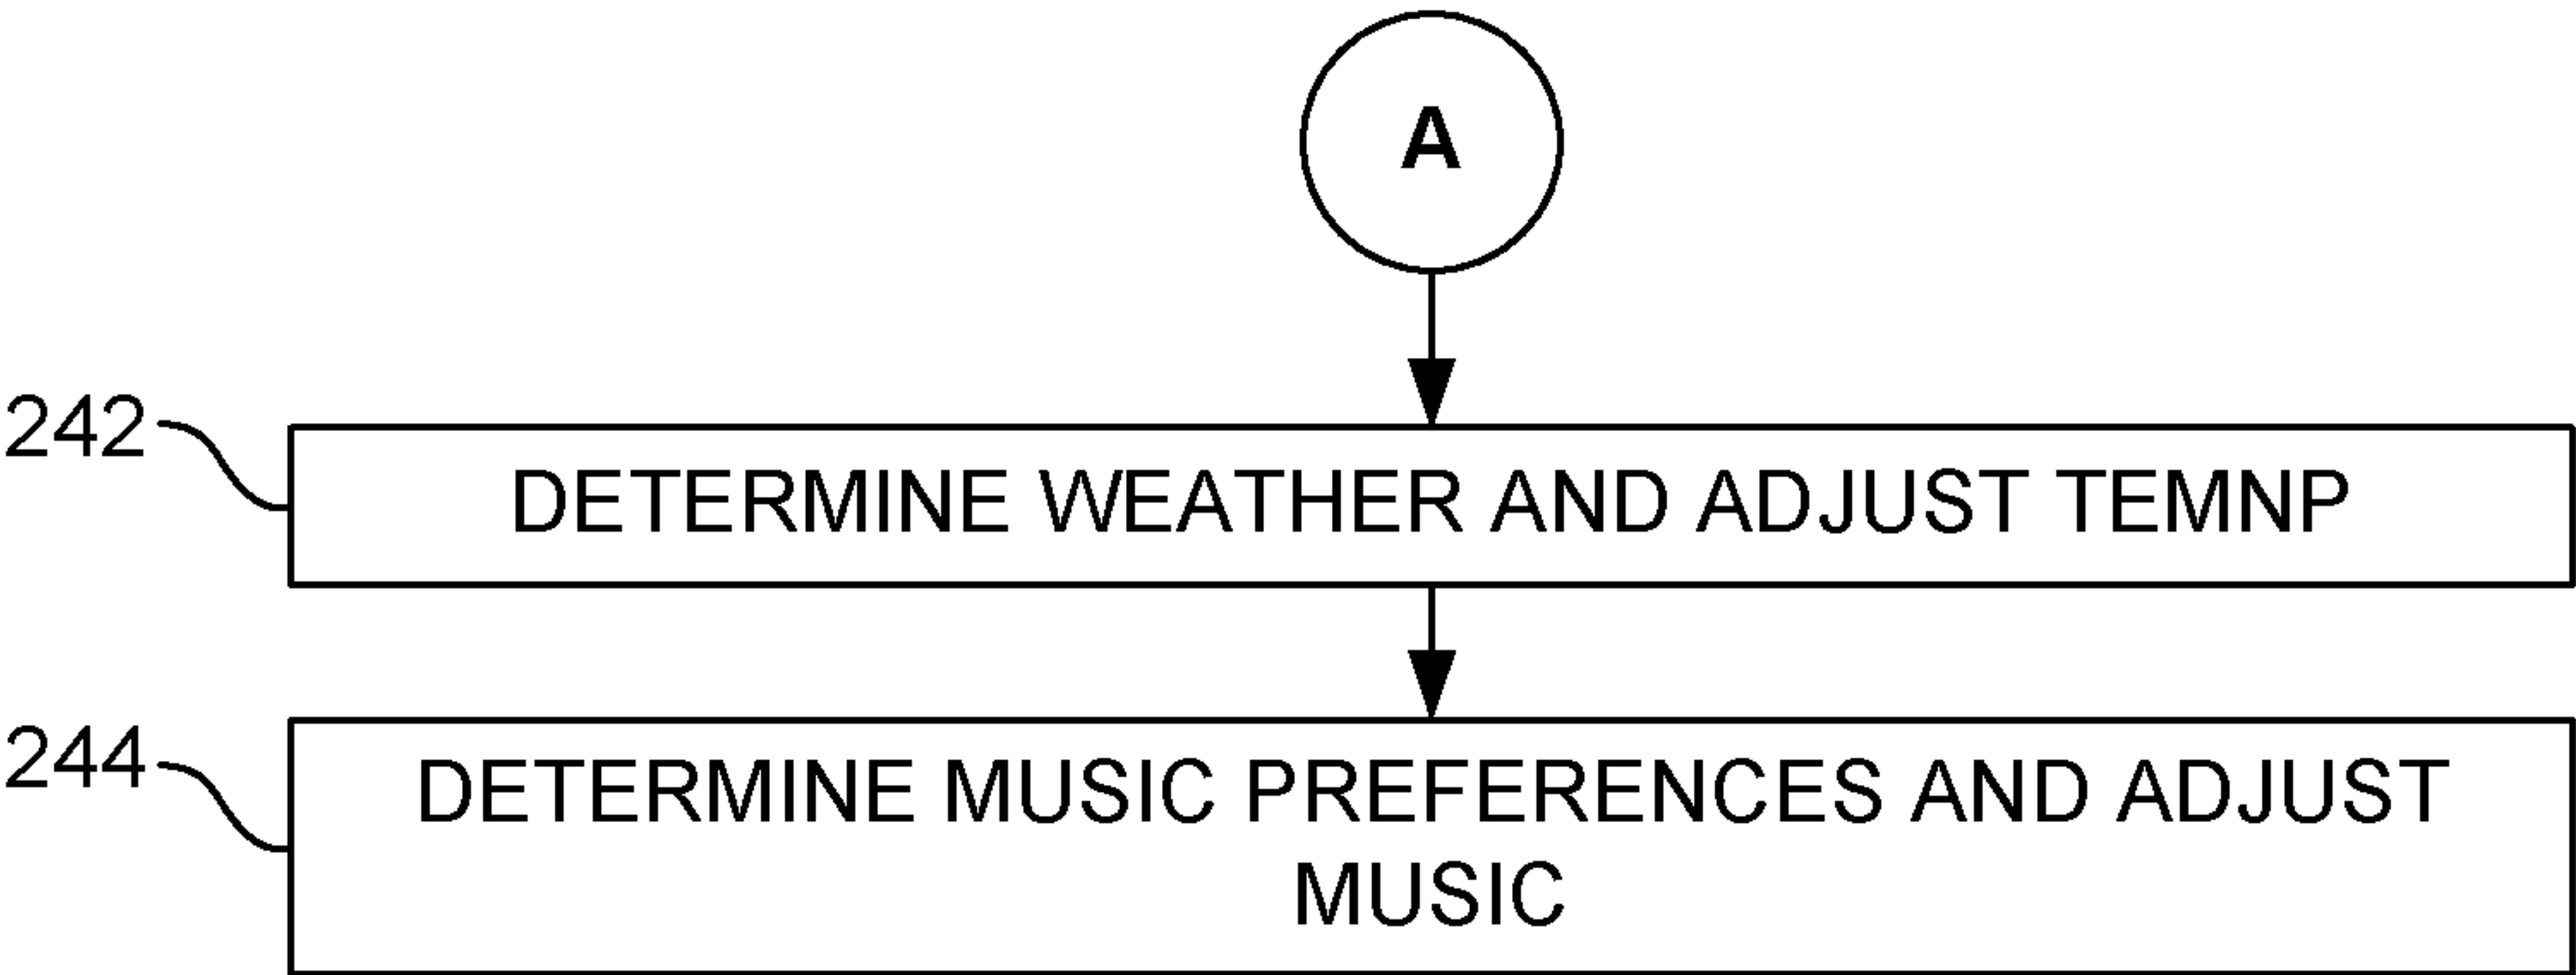 A
242
DETERMINE WEATHER AND ADJUST TEMNP
244
DETERMINE MUSIC PREFERENCES AND ADJUST
MUSIC